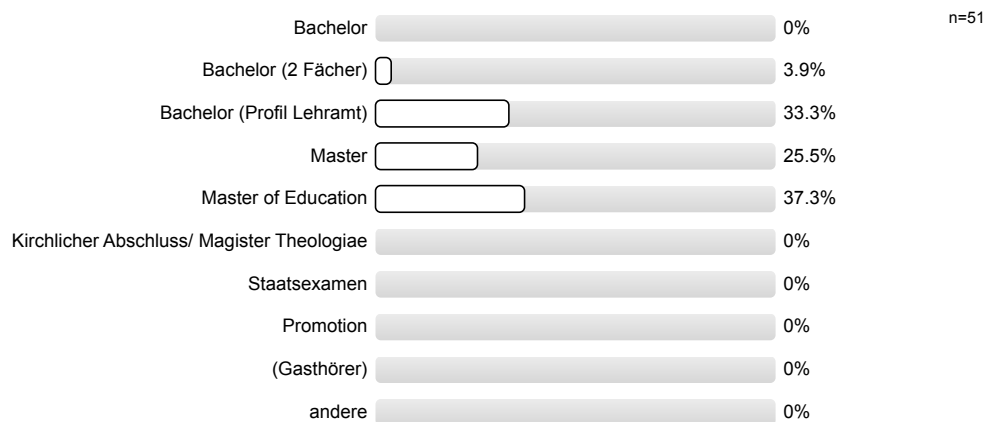 n=51
Bachelor 0%
Bachelor (2 Fächer) 3.9%
Bachelor (Profil Lehramt) 33.3%
Master 25.5%
Master of Education 37.3%
Kirchlicher Abschluss/ Magister Theologiae 0%
Staatsexamen 0%
Promotion 0%
(Gasthörer) 0%
andere 0%